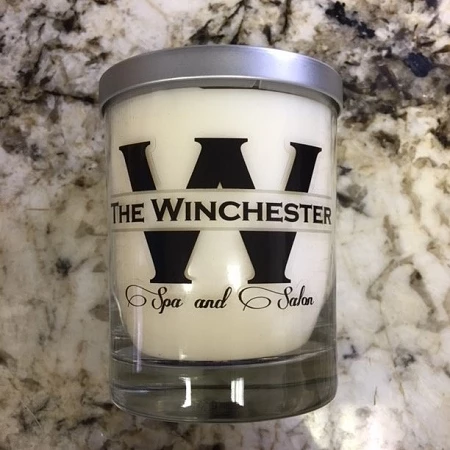 W
THE WINCHESTER
Spa and Salon